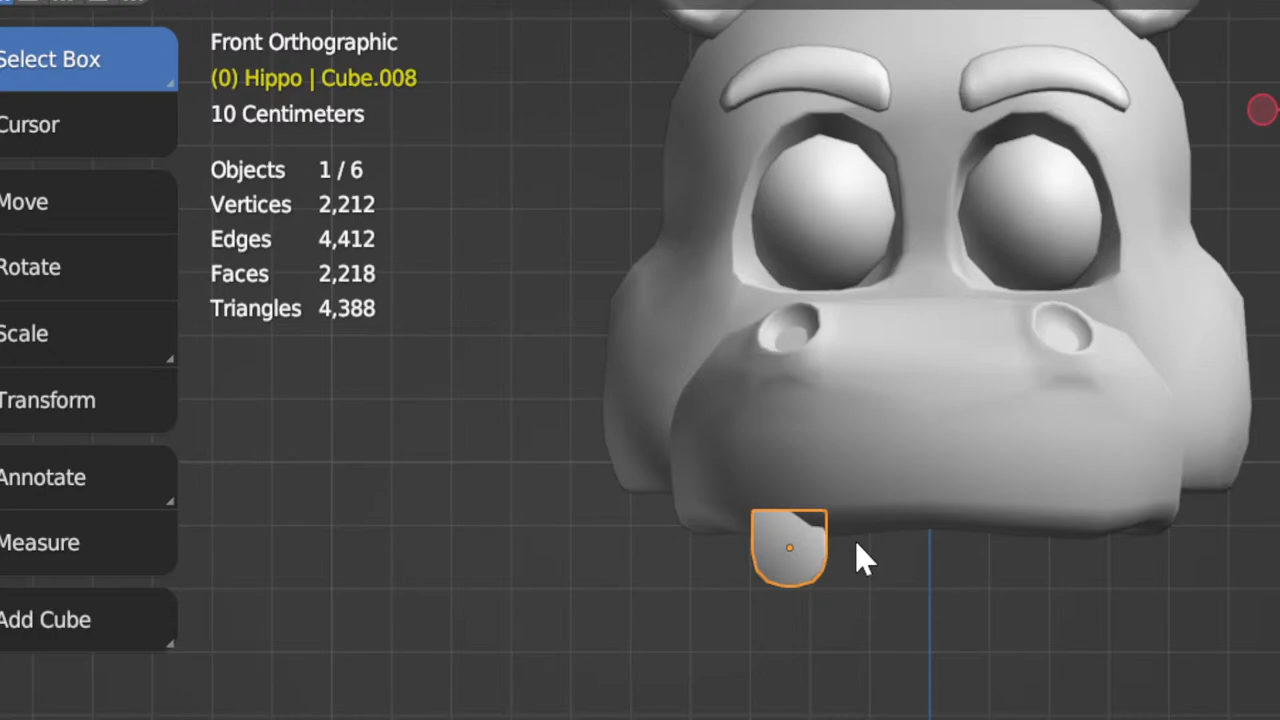 Select Box
Cursor
Move
Rotate
Scale
Transform
Annotate
Measure
Add Cube
Front Orthographic
(0) Hippo | Cube.008
10 Centimeters
Objects 1 / 6
Vertices 2,212
Edges 4,412
Faces 2,218
Triangles 4,388